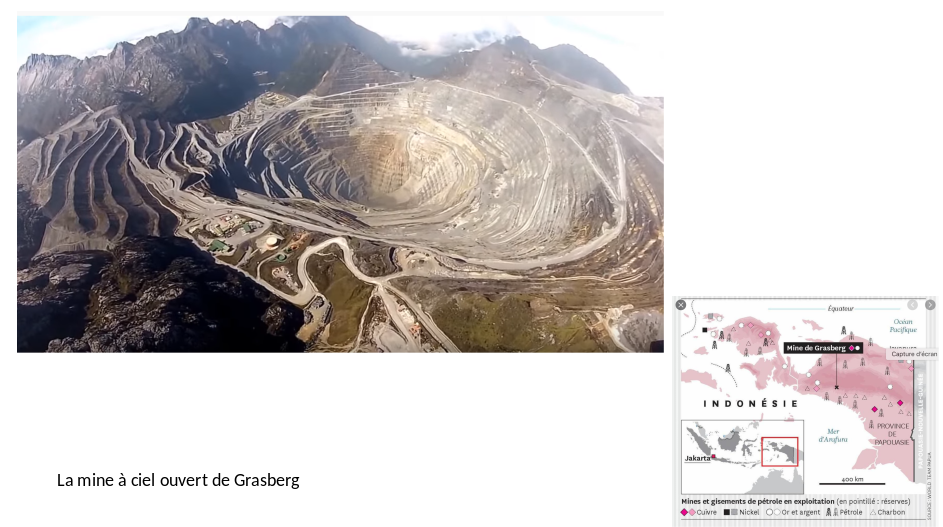 Équateur
Océan
Pacifique
Mine de Grasberg
Capture d'écran
INDONÉSIE
PROVINCE
DE
PAPOUASIE
Mer
d'Arafura
Jakarta
400 km
Mines et gisements de pétrole en exploitation (en pointillé : réserves)
Cuivre Nickel Or et argent Pétrole Charbon
La mine à ciel ouvert de Grasberg